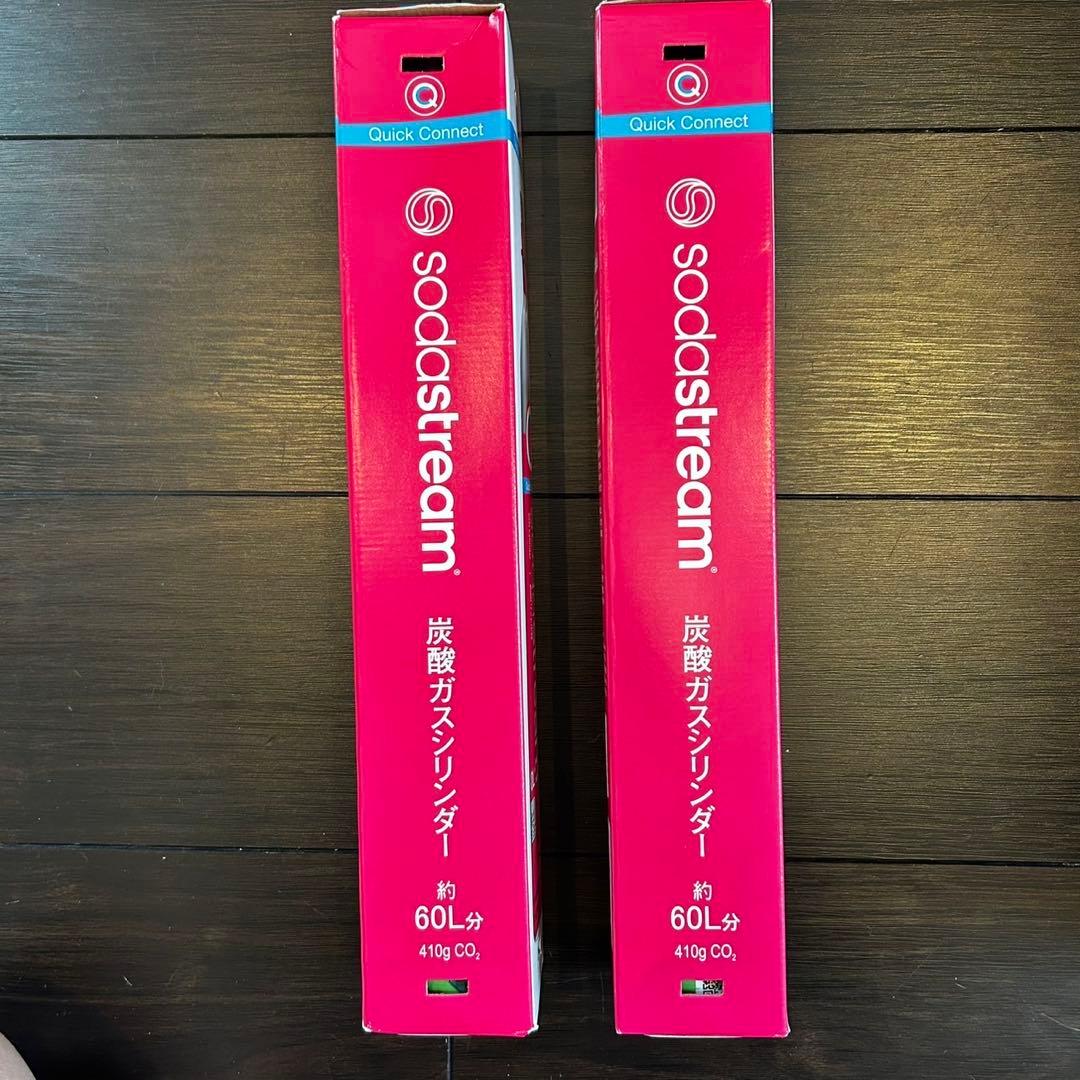 Q
Quick Connect
sodastream®
炭酸ガスシリンダー
約
60L分
410g CO₂
Q
Quick Connect
sodastream®
炭酸ガスシリンダー
約
60L分
410g CO₂